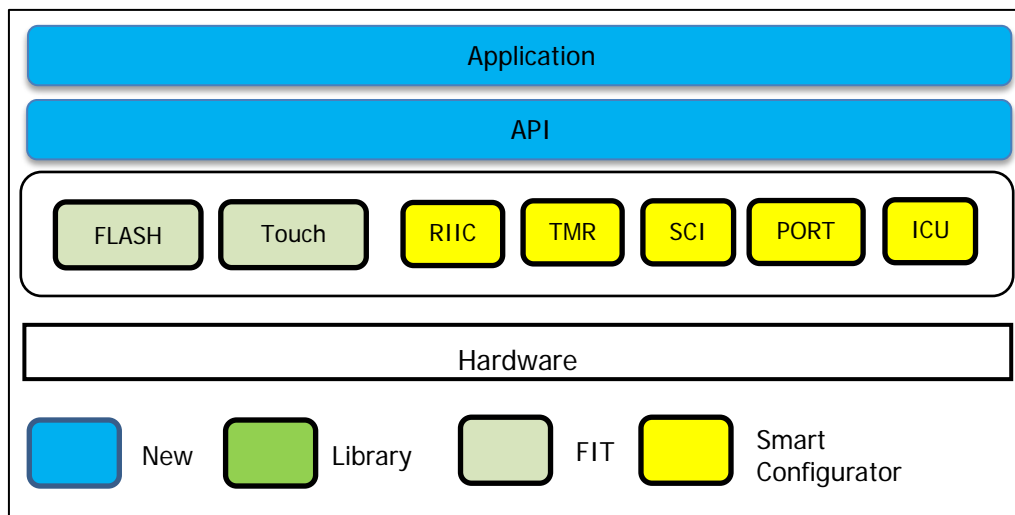 Application
API
FLASH Touch RIIC TMR SCI PORT ICU
Hardware
New Library FIT Smart
Configurator